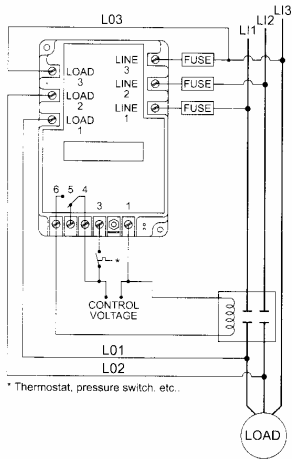 L03
LI3
LI2
LI1
LINE 3
FUSE
LOAD 3
LINE 2
FUSE
LOAD 2
LINE 1
FUSE
LOAD 1
6 5 4
3 1
*
CONTROL
VOLTAGE
L01
L02
* Thermostat, pressure switch. etc..
LOAD